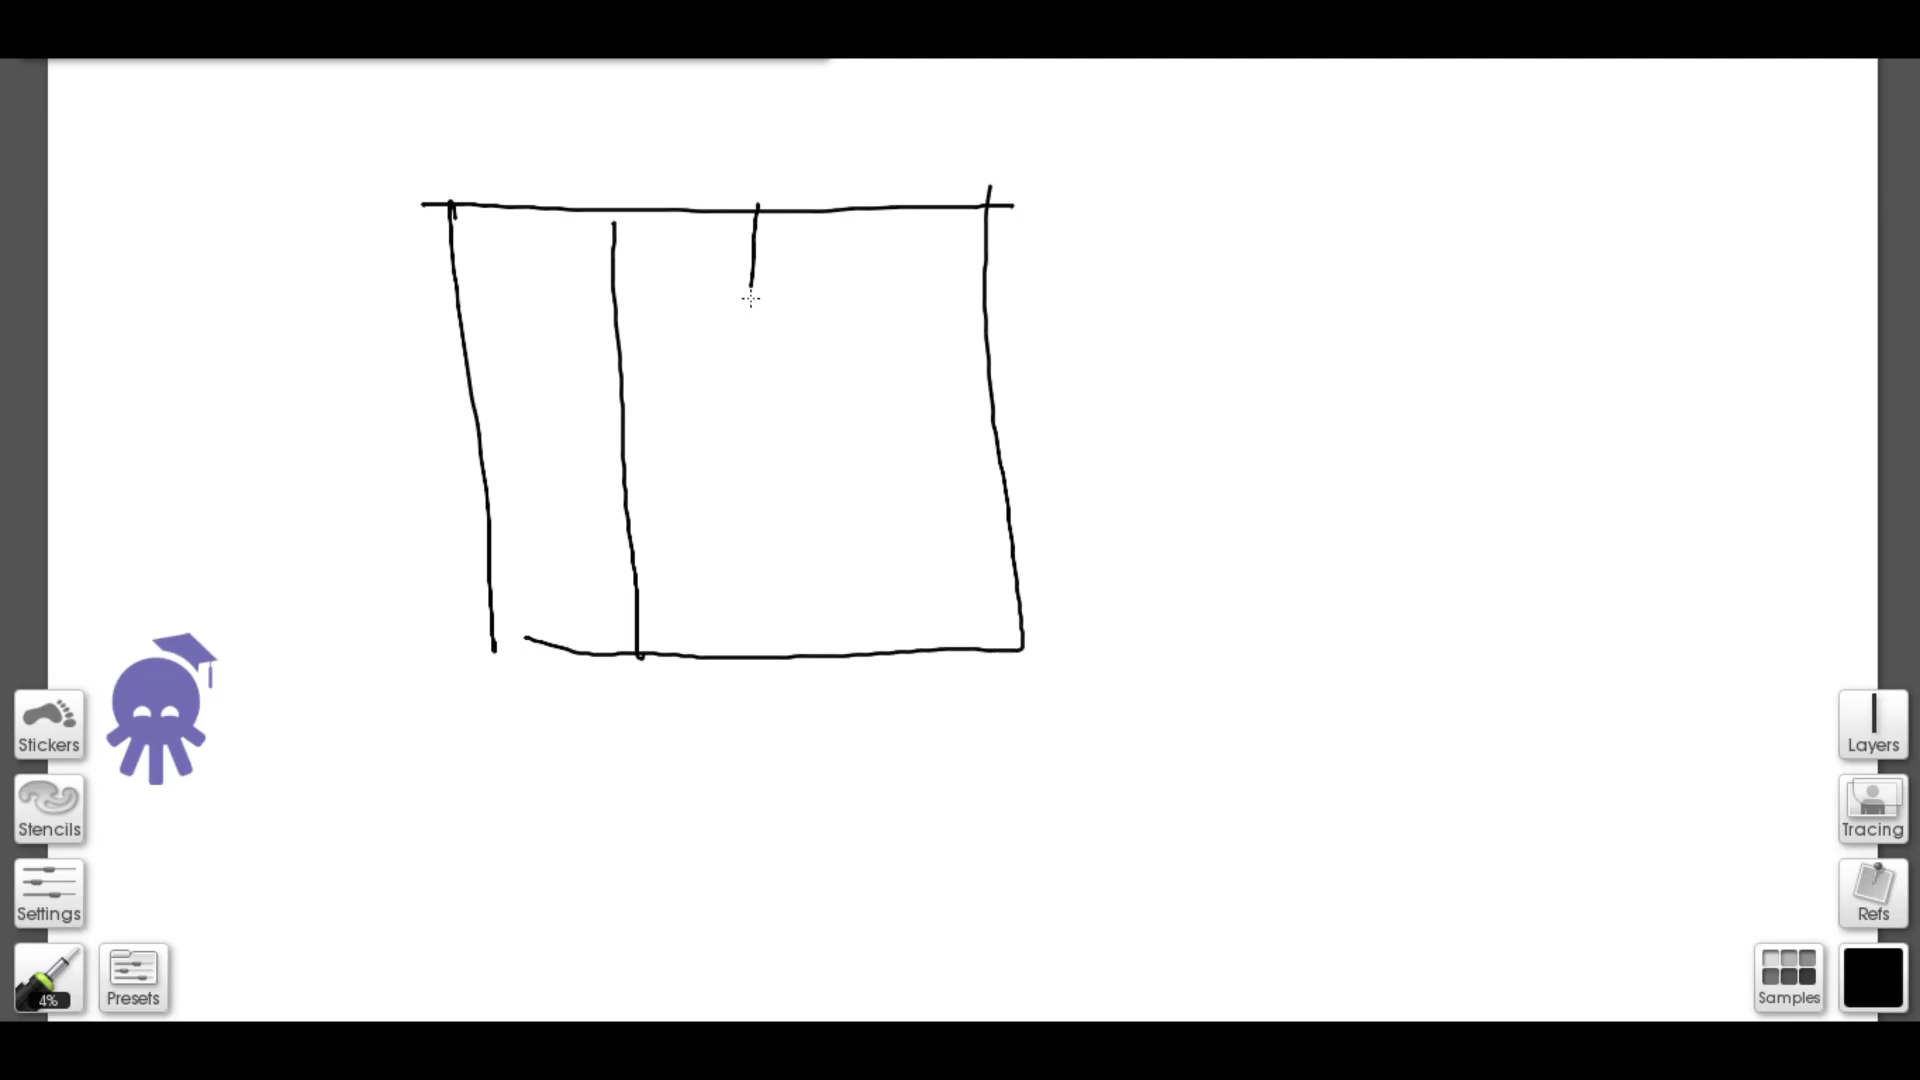 Stickers
Stencils
Settings
4%
Presets
Layers
Tracing
Refs
Samples